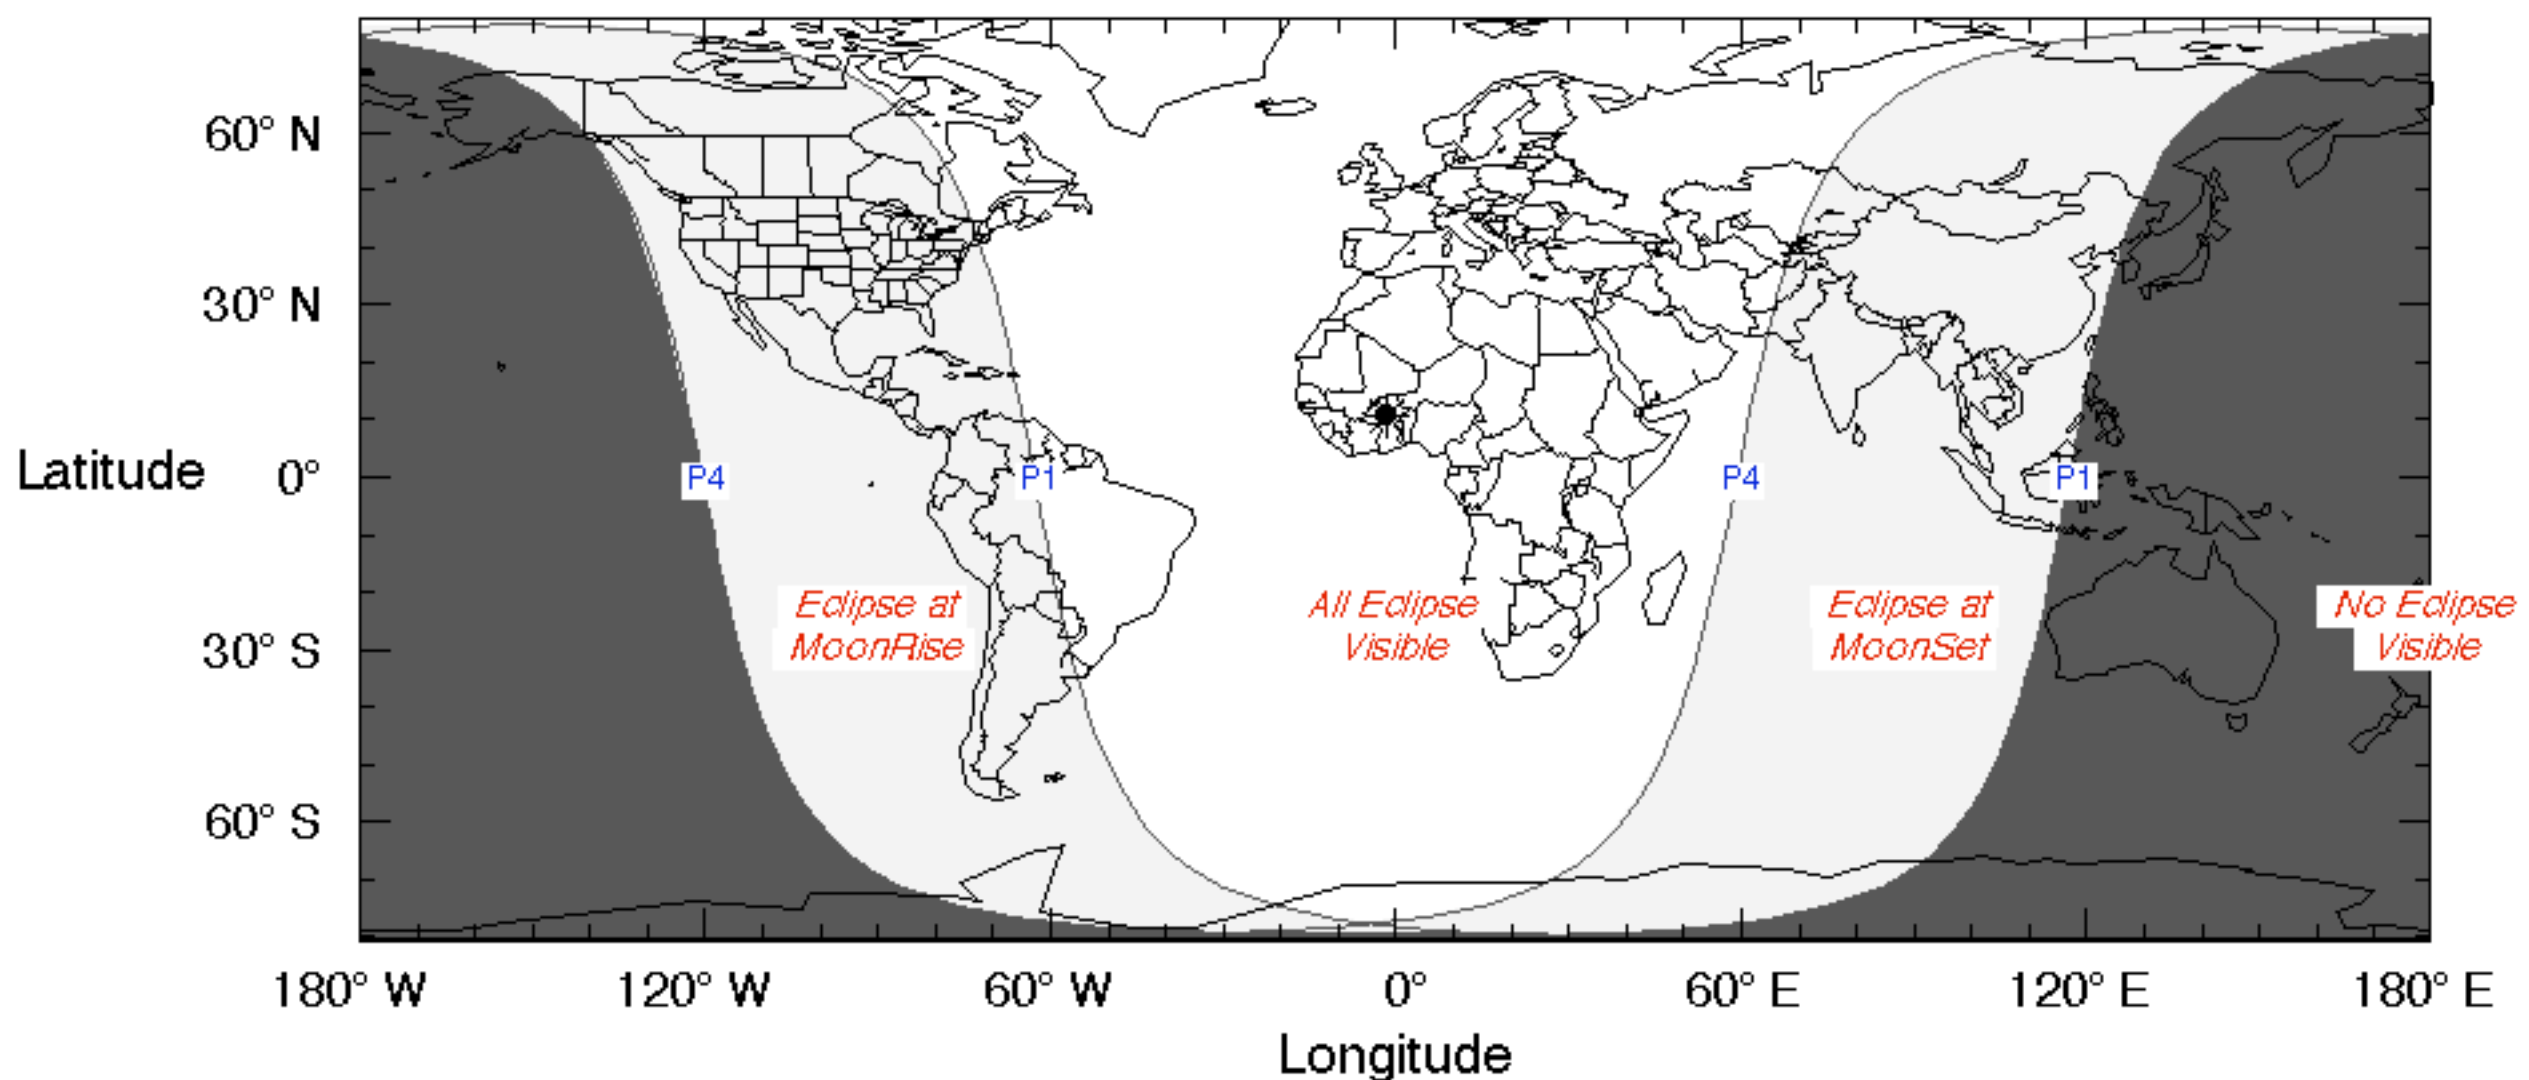 60° N
30° N
Latitude 0°
P4 P1 P4 P1
Eclipse at All Eclipse Eclipse at No Eclipse
MoonRise Visible MoonSet Visible
30° S
60° S
180° W 120° W 60° W 0° 60° E 120° E 180° E
Longitude